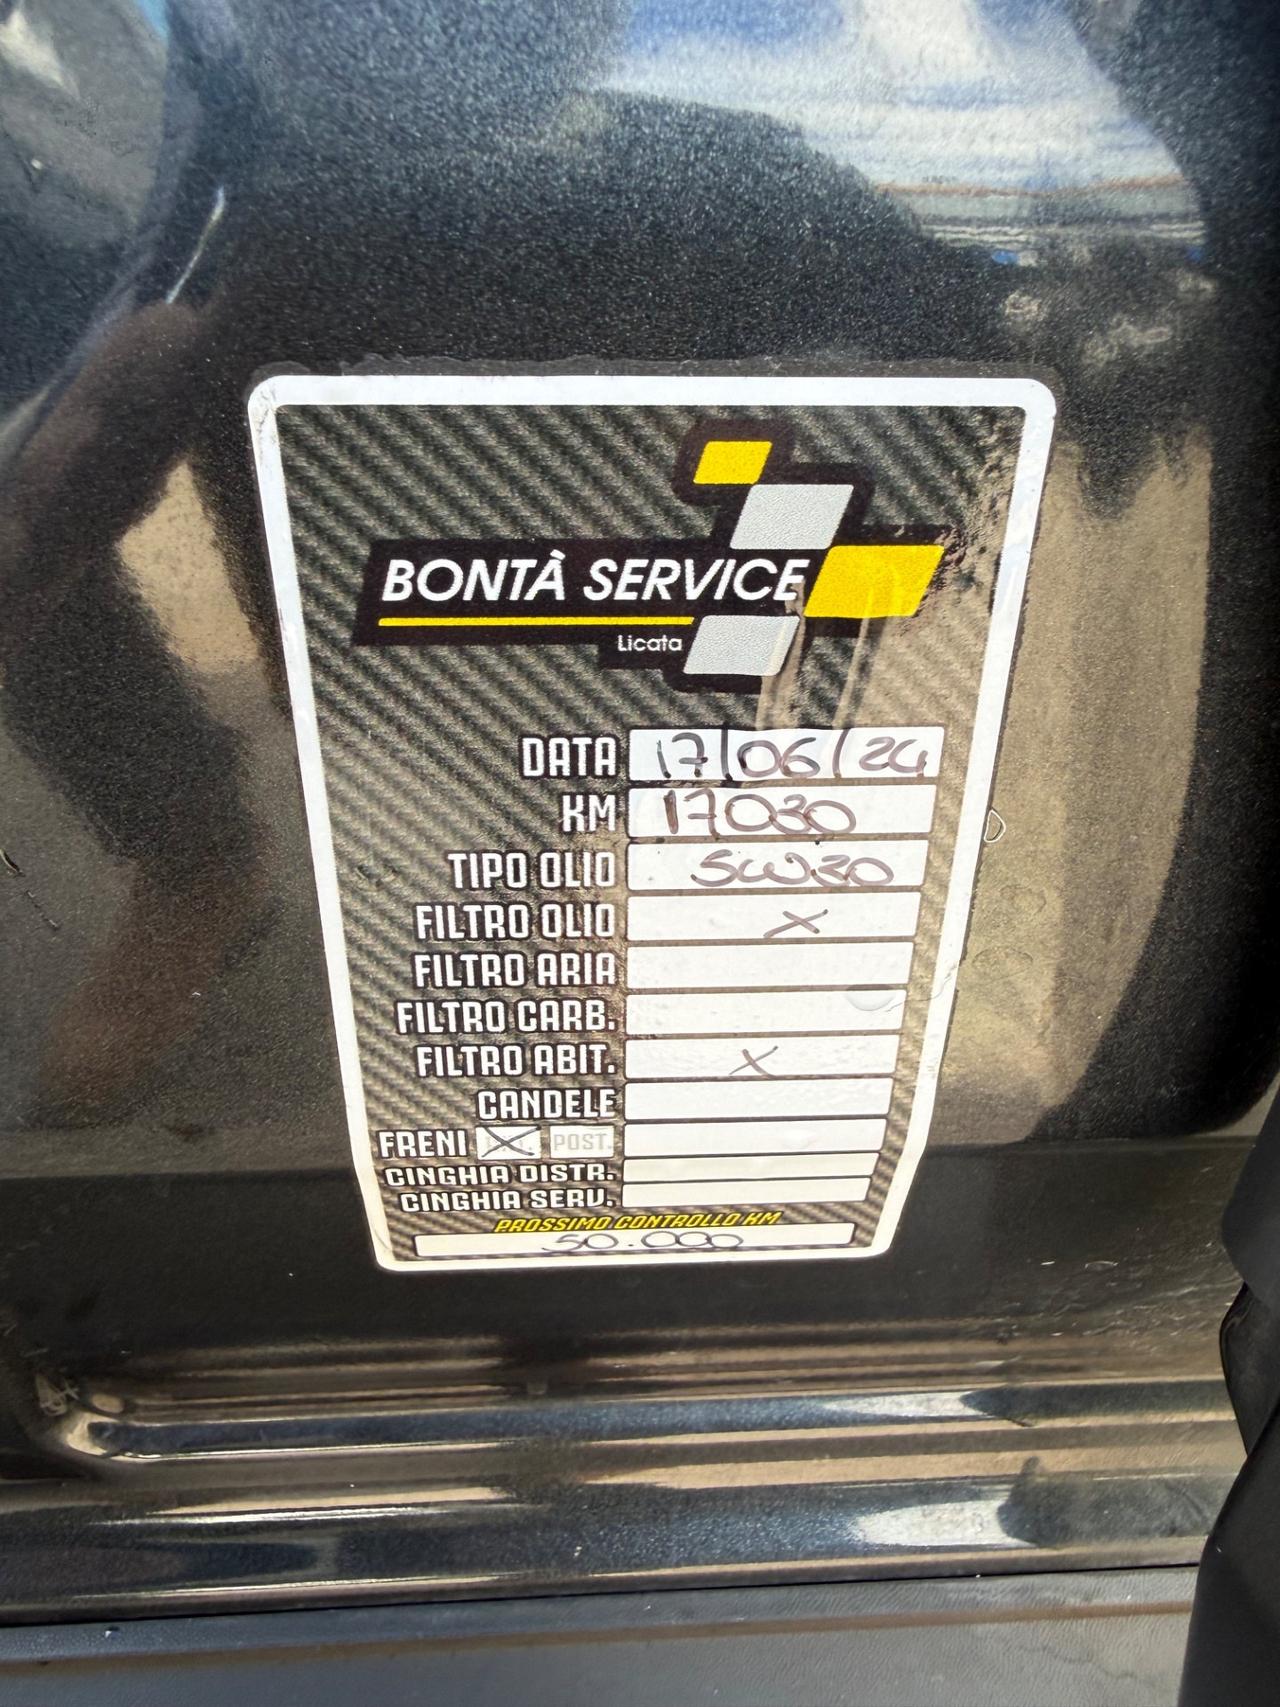 BONTÀ SERVICE
Licata
DATA 17/06/24
KM 17030
TIPO OLIO 5W30
FILTRO OLIO X
FILTRO ARIA
FILTRO CARB.
FILTRO ABIT. X
CANDELE
FRENI POST.
CINGHIA DISTR.
CINGHIA SERV.
PROSSIMO CONTROLLO KM
50.000